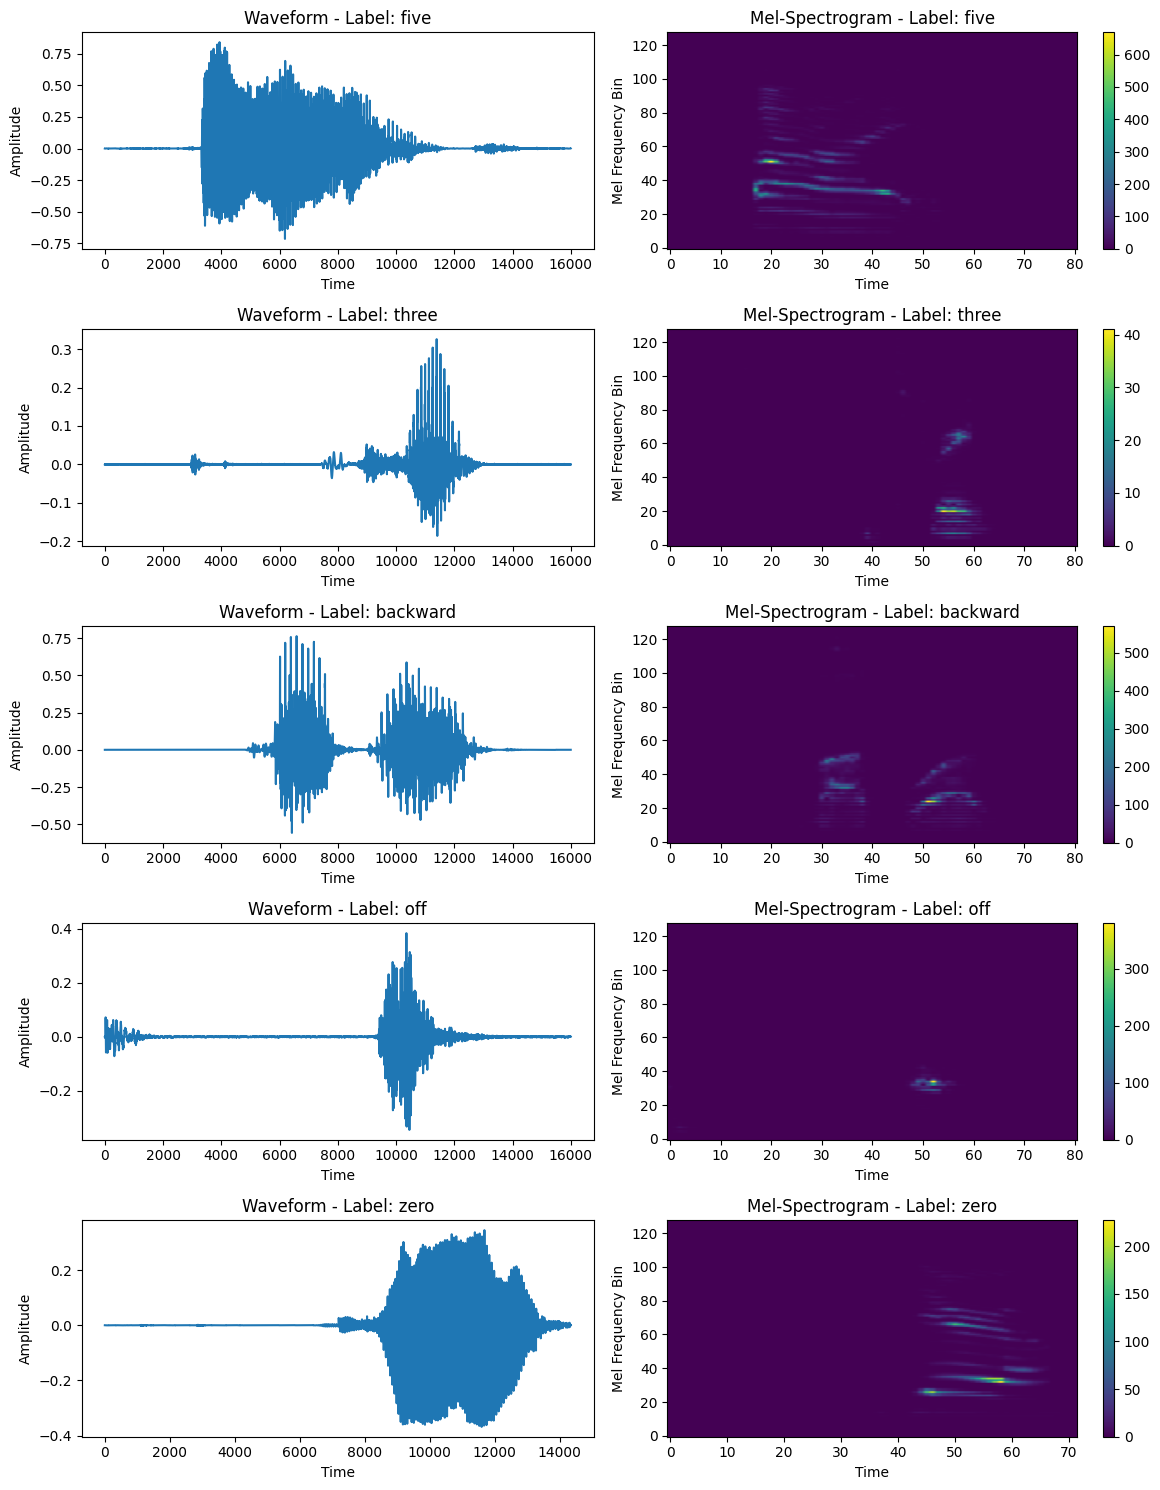 Waveform - Label: five
Mel-Spectrogram - Label: five
Amplitude
0.75
0.50
0.25
0.00
−0.25
−0.50
−0.75
0 2000 4000 6000 8000 10000 12000 14000 16000
Time
Mel Frequency Bin
120
100
80
60
40
20
0
0 10 20 30 40 50 60 70 80
Time
600
500
400
300
200
100
0
Waveform - Label: three
Mel-Spectrogram - Label: three
Amplitude
0.3
0.2
0.1
0.0
−0.1
−0.2
0 2000 4000 6000 8000 10000 12000 14000 16000
Time
Mel Frequency Bin
120
100
80
60
40
20
0
0 10 20 30 40 50 60 70 80
Time
40
30
20
10
0
Waveform - Label: backward
Mel-Spectrogram - Label: backward
Amplitude
0.75
0.50
0.25
0.00
−0.25
−0.50
0 2000 4000 6000 8000 10000 12000 14000 16000
Time
Mel Frequency Bin
120
100
80
60
40
20
0
0 10 20 30 40 50 60 70 80
Time
500
400
300
200
100
0
Waveform - Label: off
Mel-Spectrogram - Label: off
Amplitude
0.4
0.2
0.0
−0.2
0 2000 4000 6000 8000 10000 12000 14000 16000
Time
Mel Frequency Bin
120
100
80
60
40
20
0
0 10 20 30 40 50 60 70 80
Time
300
200
100
0
Waveform - Label: zero
Mel-Spectrogram - Label: zero
Amplitude
0.2
0.0
−0.2
−0.4
0 2000 4000 6000 8000 10000 12000 14000
Time
Mel Frequency Bin
120
100
80
60
40
20
0
0 10 20 30 40 50 60 70
Time
200
150
100
50
0